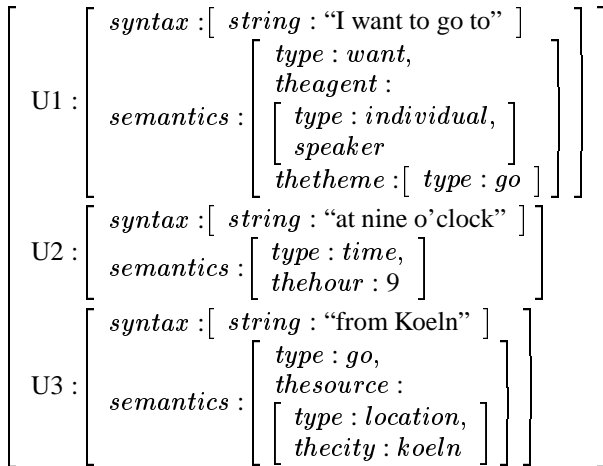 syntax : [ string : “I want to go to” ]
type : want,
theagent :
U1 : semantics : [ type : individual,
speaker ]
thetheme : [ type : go ]
syntax : [ string : “at nine o’clock” ]
U2 : semantics : [ type : time,
thehour : 9 ]
syntax : [ string : “from Koeln” ]
type : go,
thesource :
U3 : semantics : [ type : location,
thecity : koeln ]